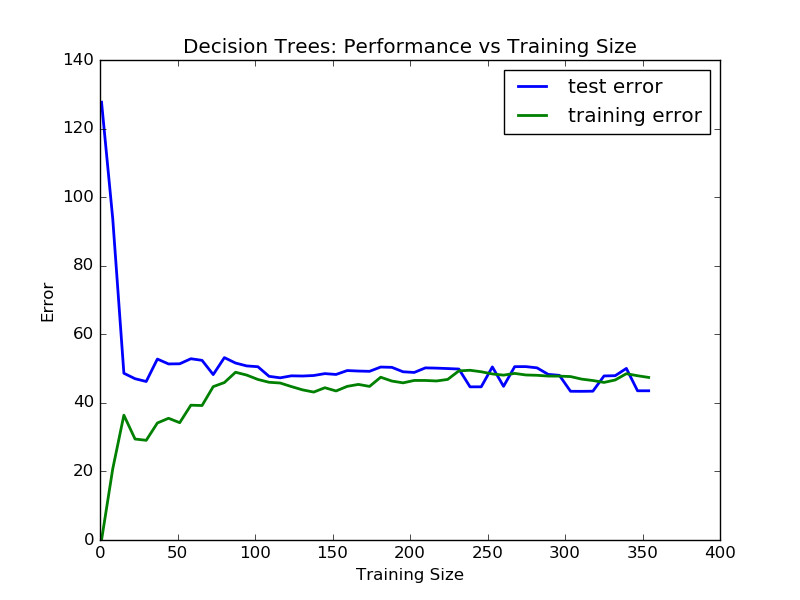 Decision Trees: Performance vs Training Size
140
120
100
80
60
40
20
0
Error
test error
training error
0 50 100 150 200 250 300 350 400
Training Size